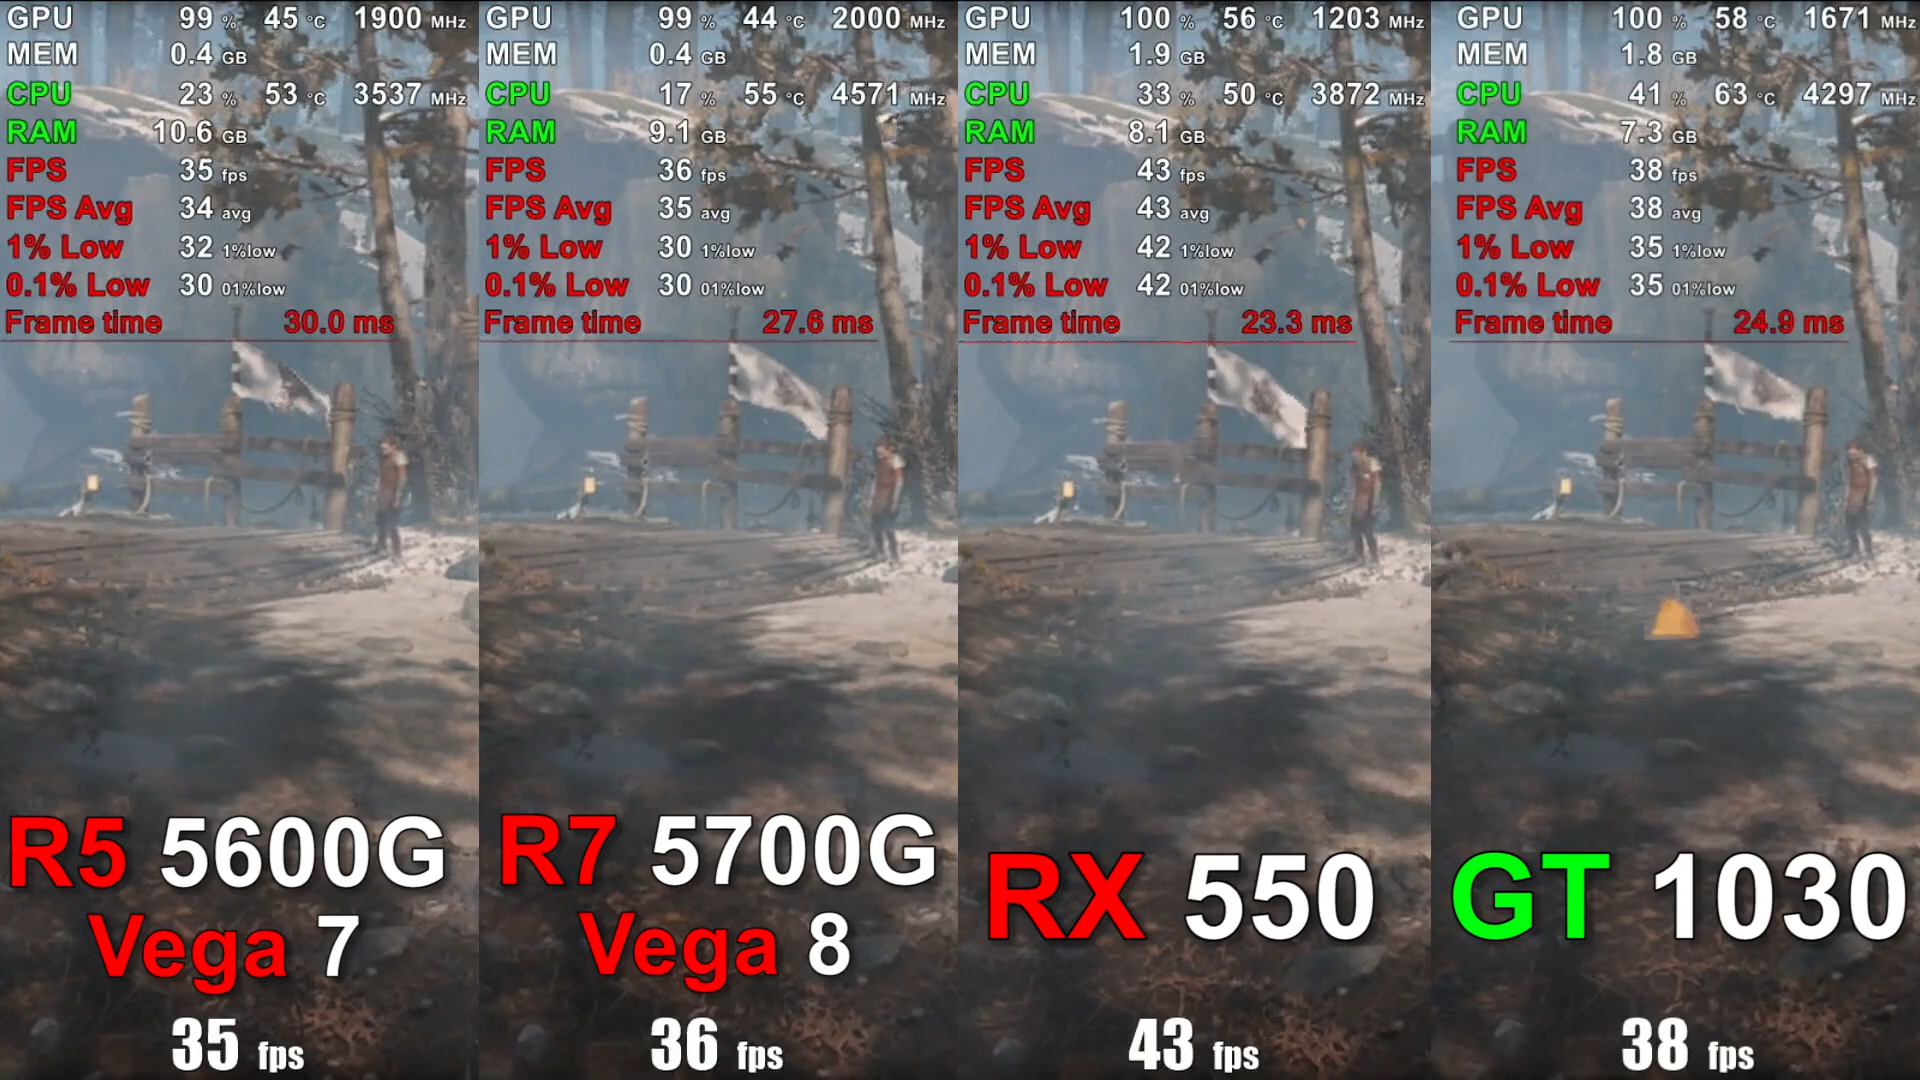 GPU 99 % 45 °C 1900 MHz
MEM 0.4 GB
CPU 23 % 53 °C 3537 MHz
RAM 10.6 GB
FPS 35 fps
FPS Avg 34 avg
1% Low 32 1%low
0.1% Low 30 01%low
Frame time 30.0 ms
R5 5600G
Vega 7
35 fps
GPU 99 % 44 °C 2000 MHz
MEM 0.4 GB
CPU 17 % 55 °C 4571 MHz
RAM 9.1 GB
FPS 36 fps
FPS Avg 35 avg
1% Low 30 1%low
0.1% Low 30 01%low
Frame time 27.6 ms
R7 5700G
Vega 8
36 fps
GPU 100 % 56 °C 1203 MHz
MEM 1.9 GB
CPU 33 % 50 °C 3872 MHz
RAM 8.1 GB
FPS 43 fps
FPS Avg 43 avg
1% Low 42 1%low
0.1% Low 42 01%low
Frame time 23.3 ms
RX 550
43 fps
GPU 100 % 58 °C 1671 MHz
MEM 1.8 GB
CPU 41 % 63 °C 4297 MHz
RAM 7.3 GB
FPS 38 fps
FPS Avg 38 avg
1% Low 35 1%low
0.1% Low 35 01%low
Frame time 24.9 ms
GT 1030
38 fps